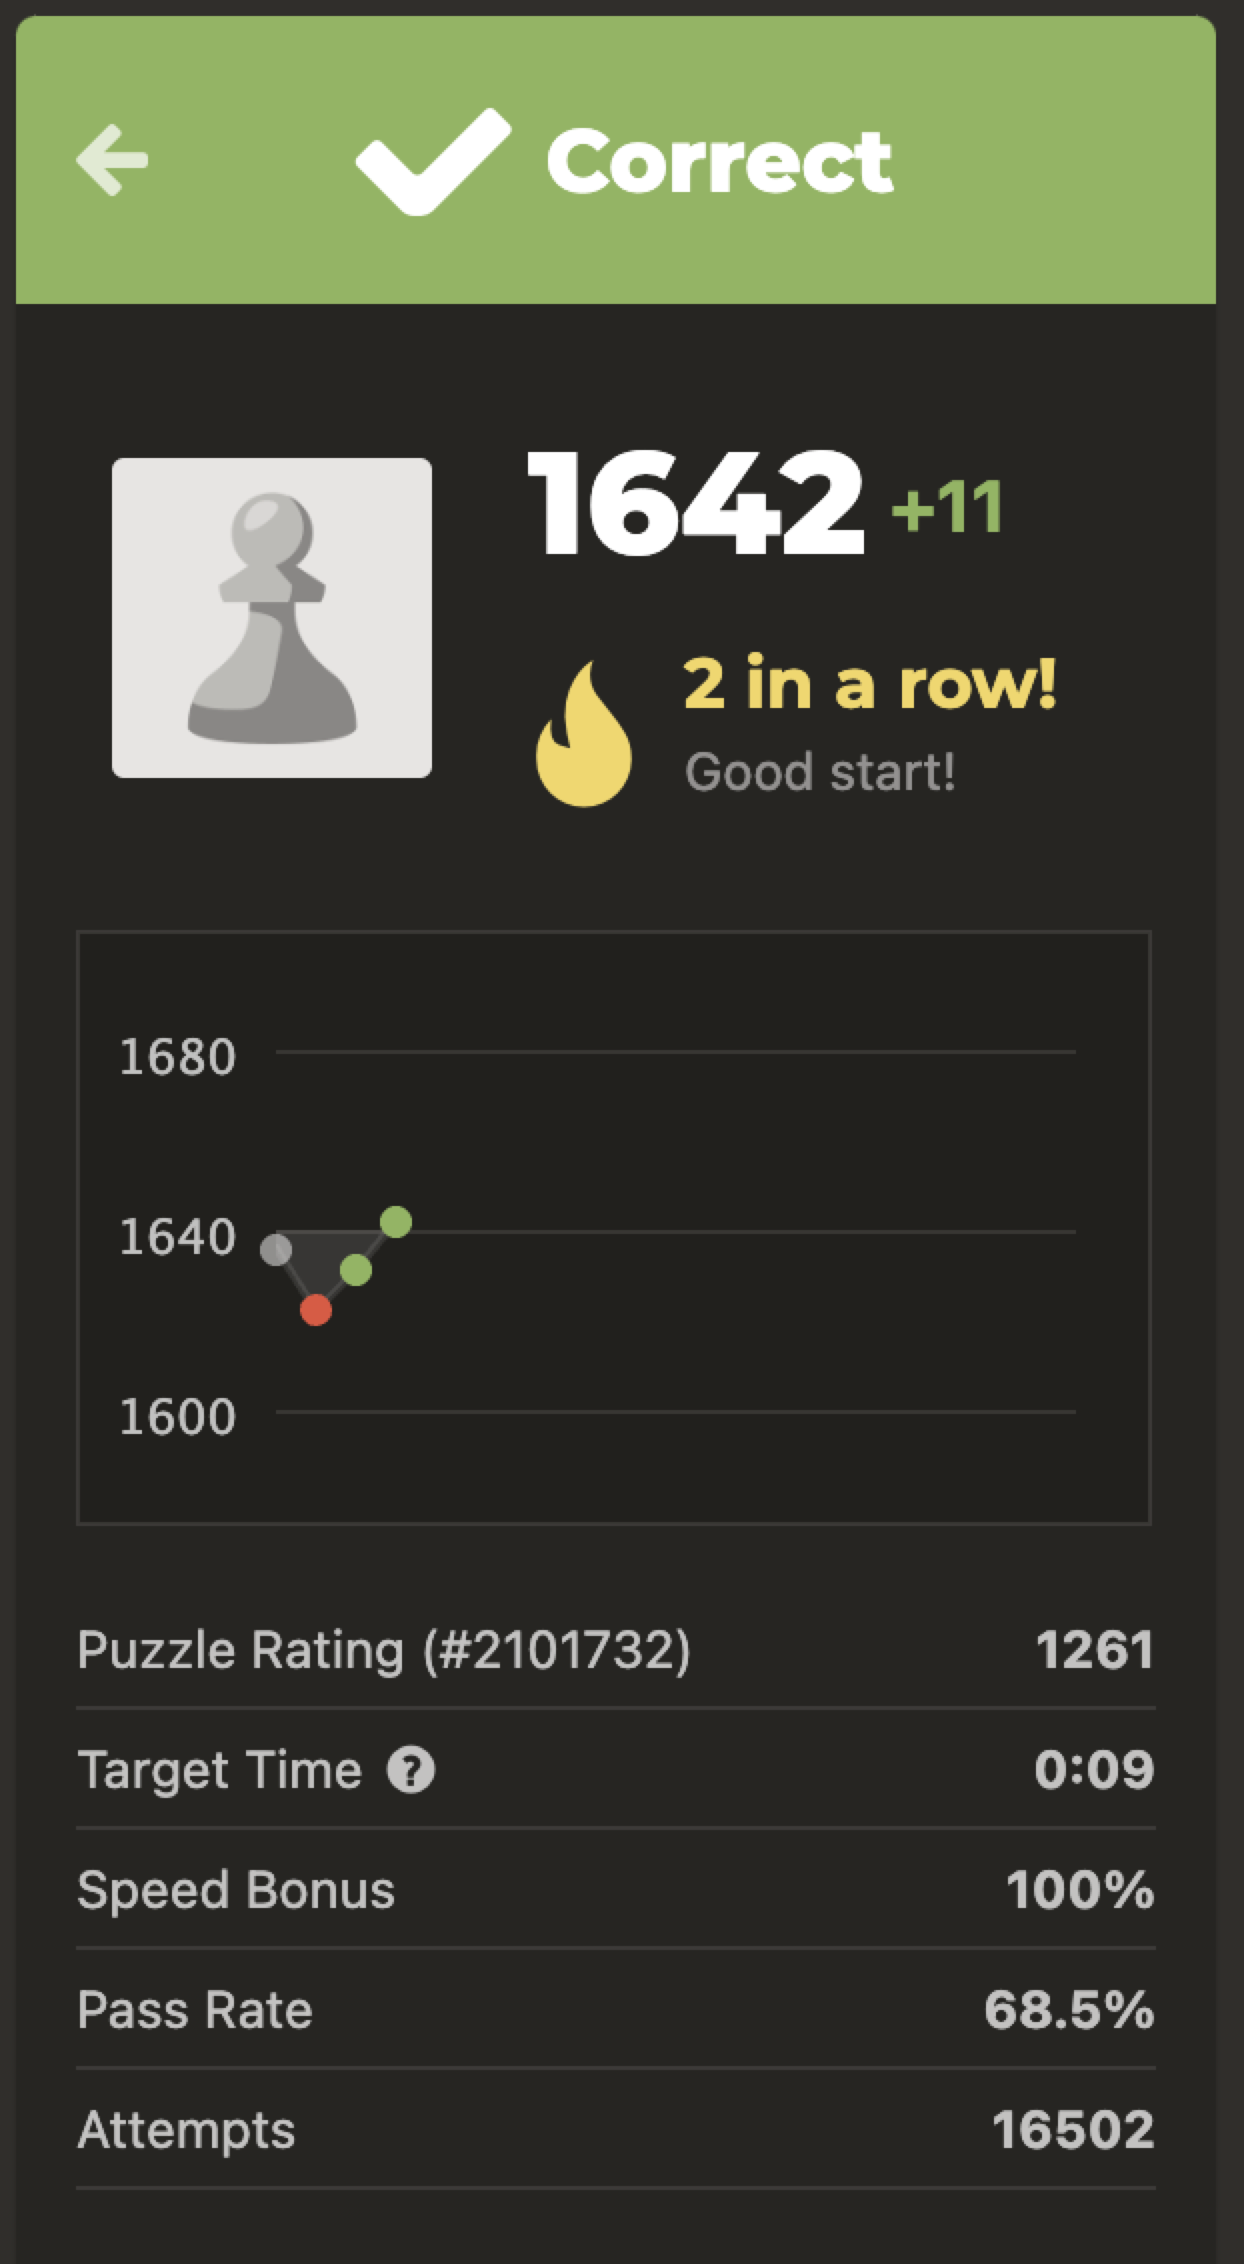 Correct
1642 +11
2 in a row!
Good start!
1680
1640
1600
Puzzle Rating (#2101732) 1261
Target Time ? 0:09
Speed Bonus 100%
Pass Rate 68.5%
Attempts 16502